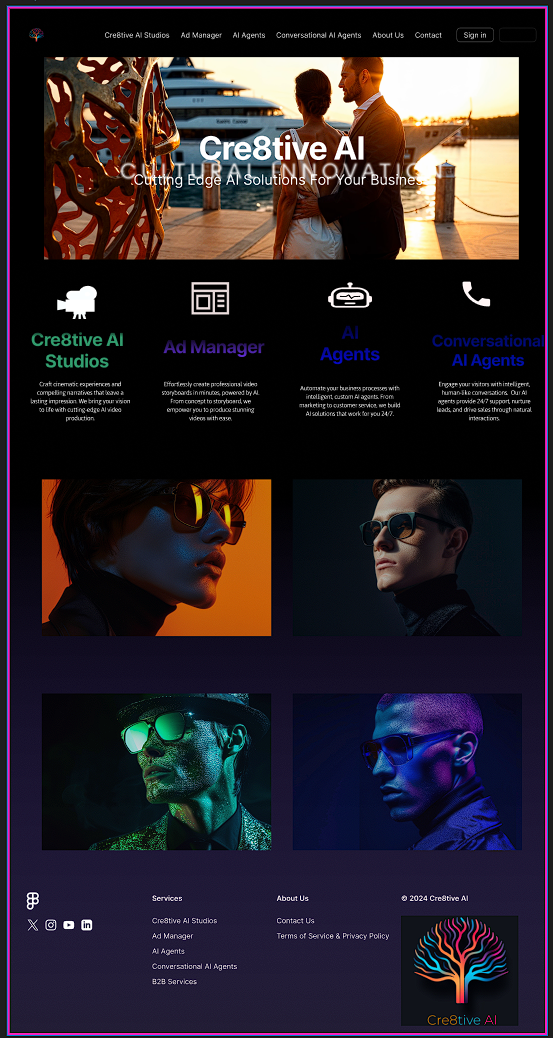 Cre8tive AI Studios Ad Manager AI Agents Conversational AI Agents About Us Contact Sign in
Cre8tive AI
CULTURAL INNOVATION
Cutting Edge AI Solutions For Your Business
Cre8tive AI
Studios
Ad Manager
AI
Agents
Conversational
AI Agents
Craft cinematic experiences and
compelling narratives that leave a
lasting impression. We bring your vision
to life with cutting-edge AI video
production.
Effortlessly create professional video
storyboards in minutes, powered by AI.
From concept to storyboard, we
empower you to produce stunning
videos with ease.
Automate your business processes with
intelligent, custom AI agents. From
marketing to customer service, we build
AI solutions that work for you 24/7.
Engage your visitors with intelligent,
human-like conversations. Our AI
agents provide 24/7 support, nurture
leads, and drive sales through natural
interactions.
Services
Cre8tive AI Studios
Ad Manager
AI Agents
Conversational AI Agents
B2B Services
About Us
Contact Us
Terms of Service & Privacy Policy
© 2024 Cre8tive AI
Cre8tive AI